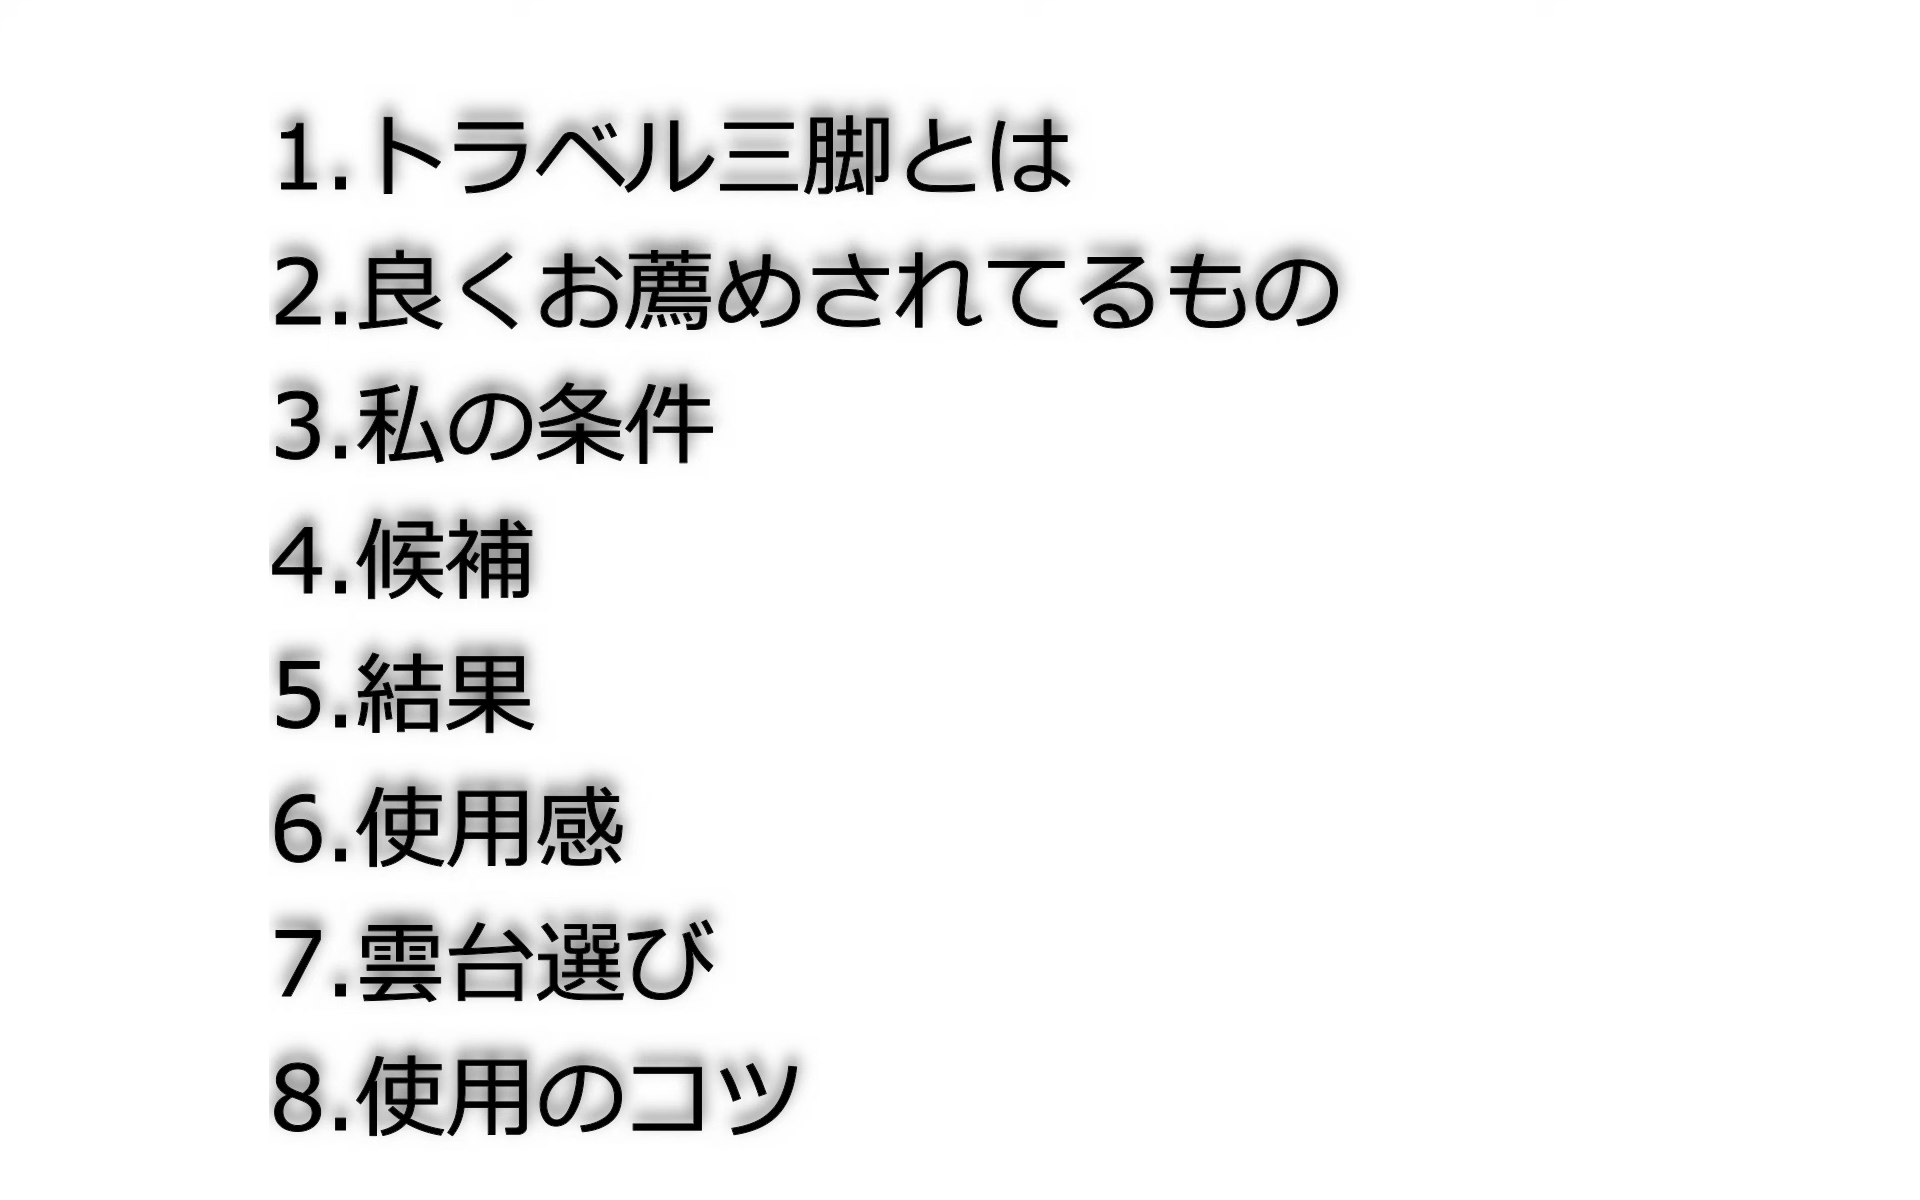 1.トラベル三脚とは
2.良くお薦めされてるもの
3.私の条件
4.候補
5.結果
6.使用感
7.雲台選び
8.使用のコツ